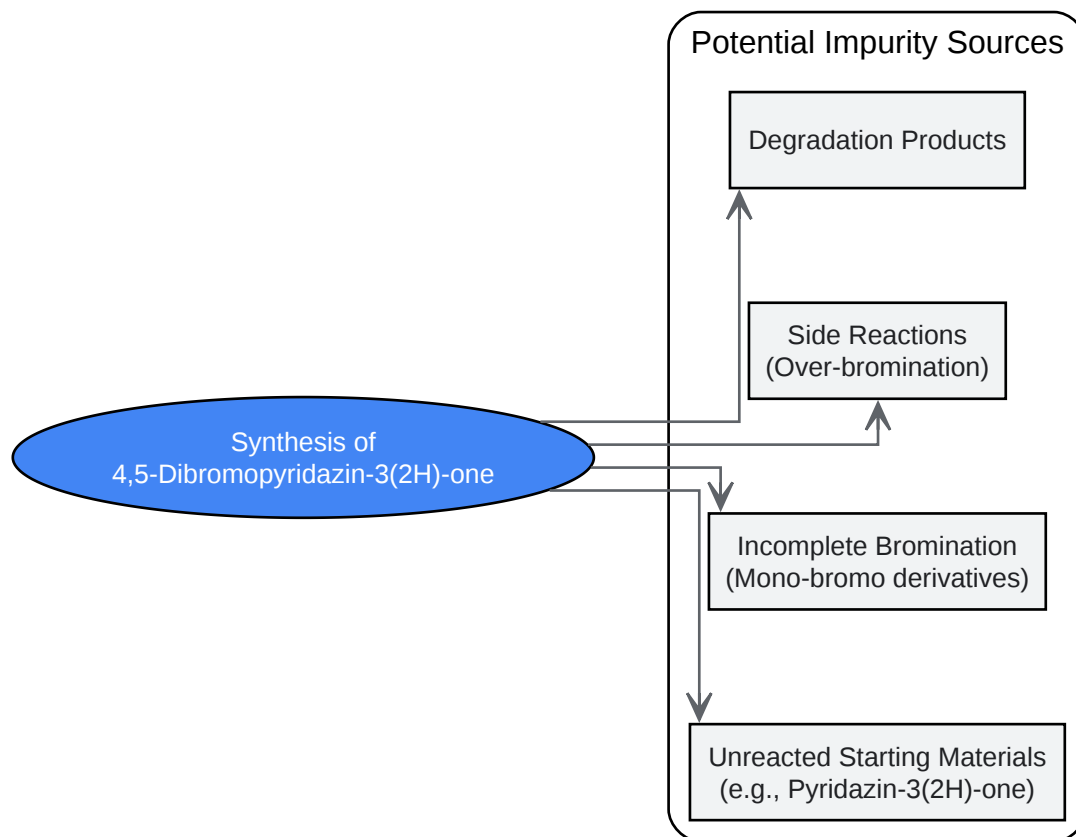 Potential Impurity Sources
Degradation Products
Side Reactions
(Over-bromination)
Synthesis of
4,5-Dibromopyridazin-3(2H)-one
Incomplete Bromination
(Mono-bromo derivatives)
Unreacted Starting Materials
(e.g., Pyridazin-3(2H)-one)